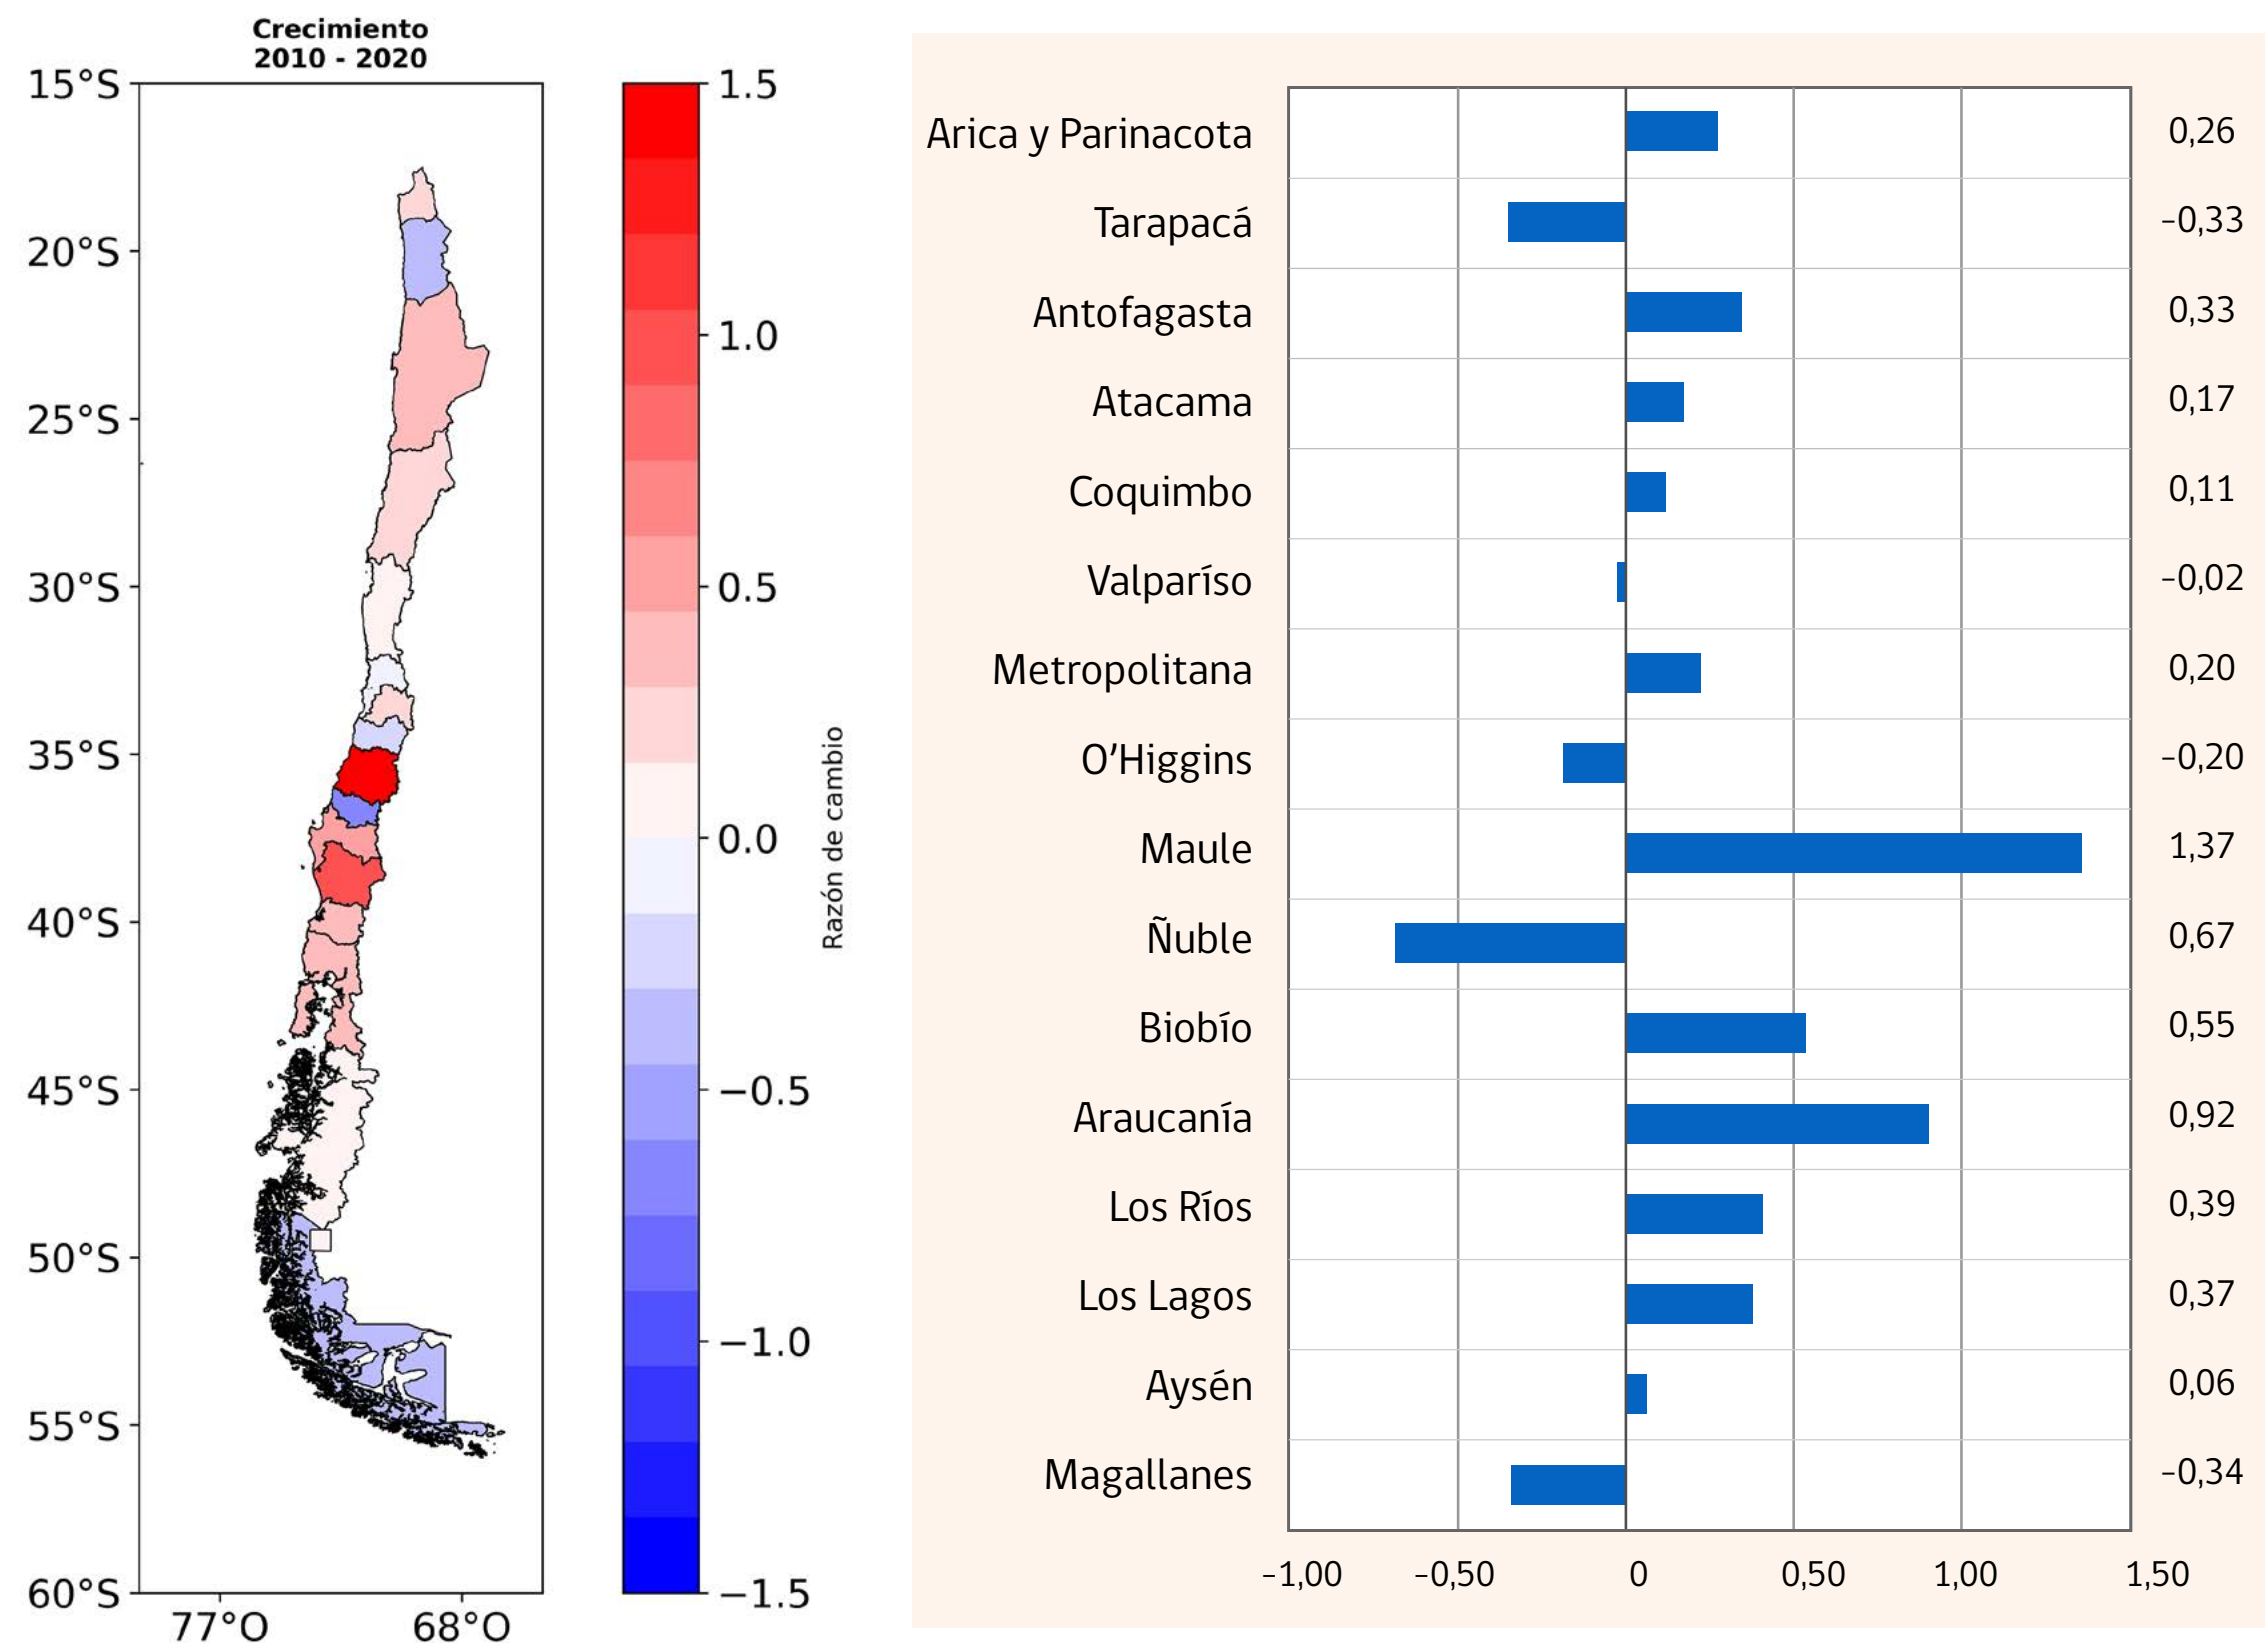 Crecimiento
2010 - 2020
15°S
20°S
25°S
30°S
35°S
40°S
45°S
50°S
55°S
60°S
77°O 68°O
1.5
1.0
0.5
0.0
−0.5
−1.0
−1.5
Razón de cambio
Arica y Parinacota 0,26
Tarapacá -0,33
Antofagasta 0,33
Atacama 0,17
Coquimbo 0,11
Valparíso -0,02
Metropolitana 0,20
O’Higgins -0,20
Maule 1,37
Ñuble 0,67
Biobío 0,55
Araucanía 0,92
Los Ríos 0,39
Los Lagos 0,37
Aysén 0,06
Magallanes -0,34
-1,00 -0,50 0 0,50 1,00 1,50